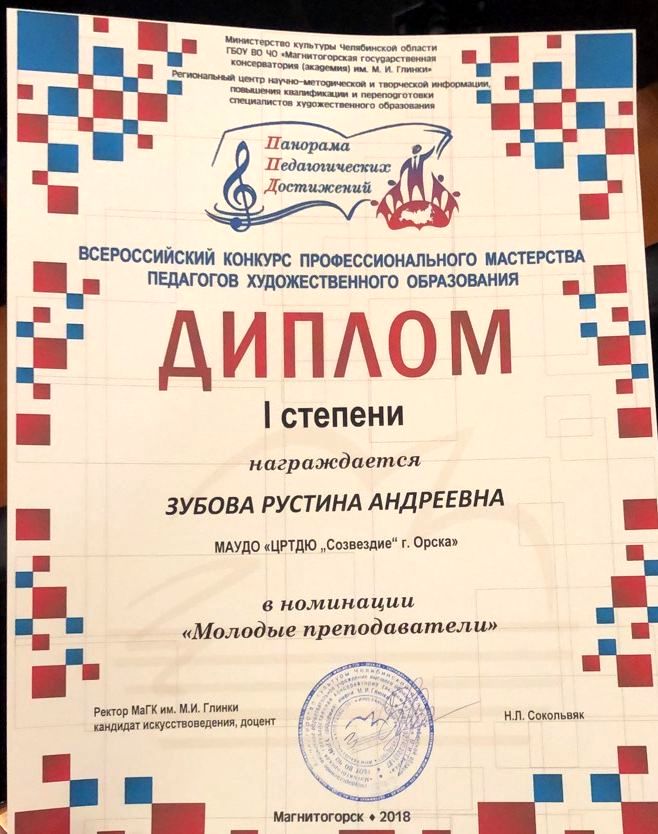 Министерство культуры Челябинской области
ГБОУ ВО ЧО «Магнитогорская государственная
консерватория (академия) им. М. И. Глинки»
Региональный центр научно-методической и творческой информации,
повышения квалификации и переподготовки
специалистов художественного образования
Панорама
Педагогических
Достижений
ВСЕРОССИЙСКИЙ КОНКУРС ПРОФЕССИОНАЛЬНОГО МАСТЕРСТВА
ПЕДАГОГОВ ХУДОЖЕСТВЕННОГО ОБРАЗОВАНИЯ
ДИПЛОМ
I степени
награждается
ЗУБОВА РУСТИНА АНДРЕЕВНА
МАУДО «ЦРТДЮ „Созвездие“ г. Орска»
в номинации
«Молодые преподаватели»
Ректор МаГК им. М.И. Глинки
кандидат искусствоведения, доцент
Н.Л. Сокольвяк
Магнитогорск ♦ 2018